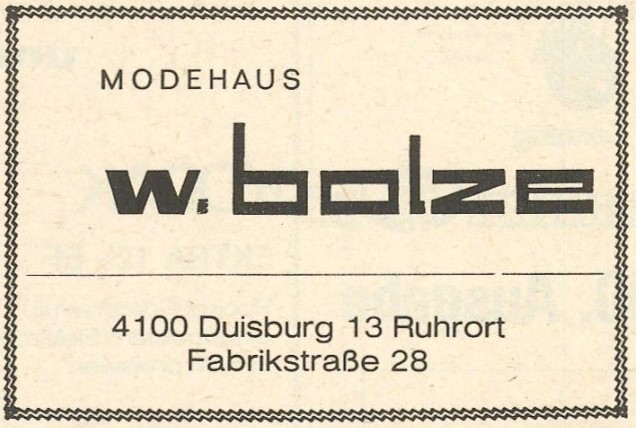 MODEHAUS
w. bolze
4100 Duisburg 13 Ruhrort
Fabrikstraße 28